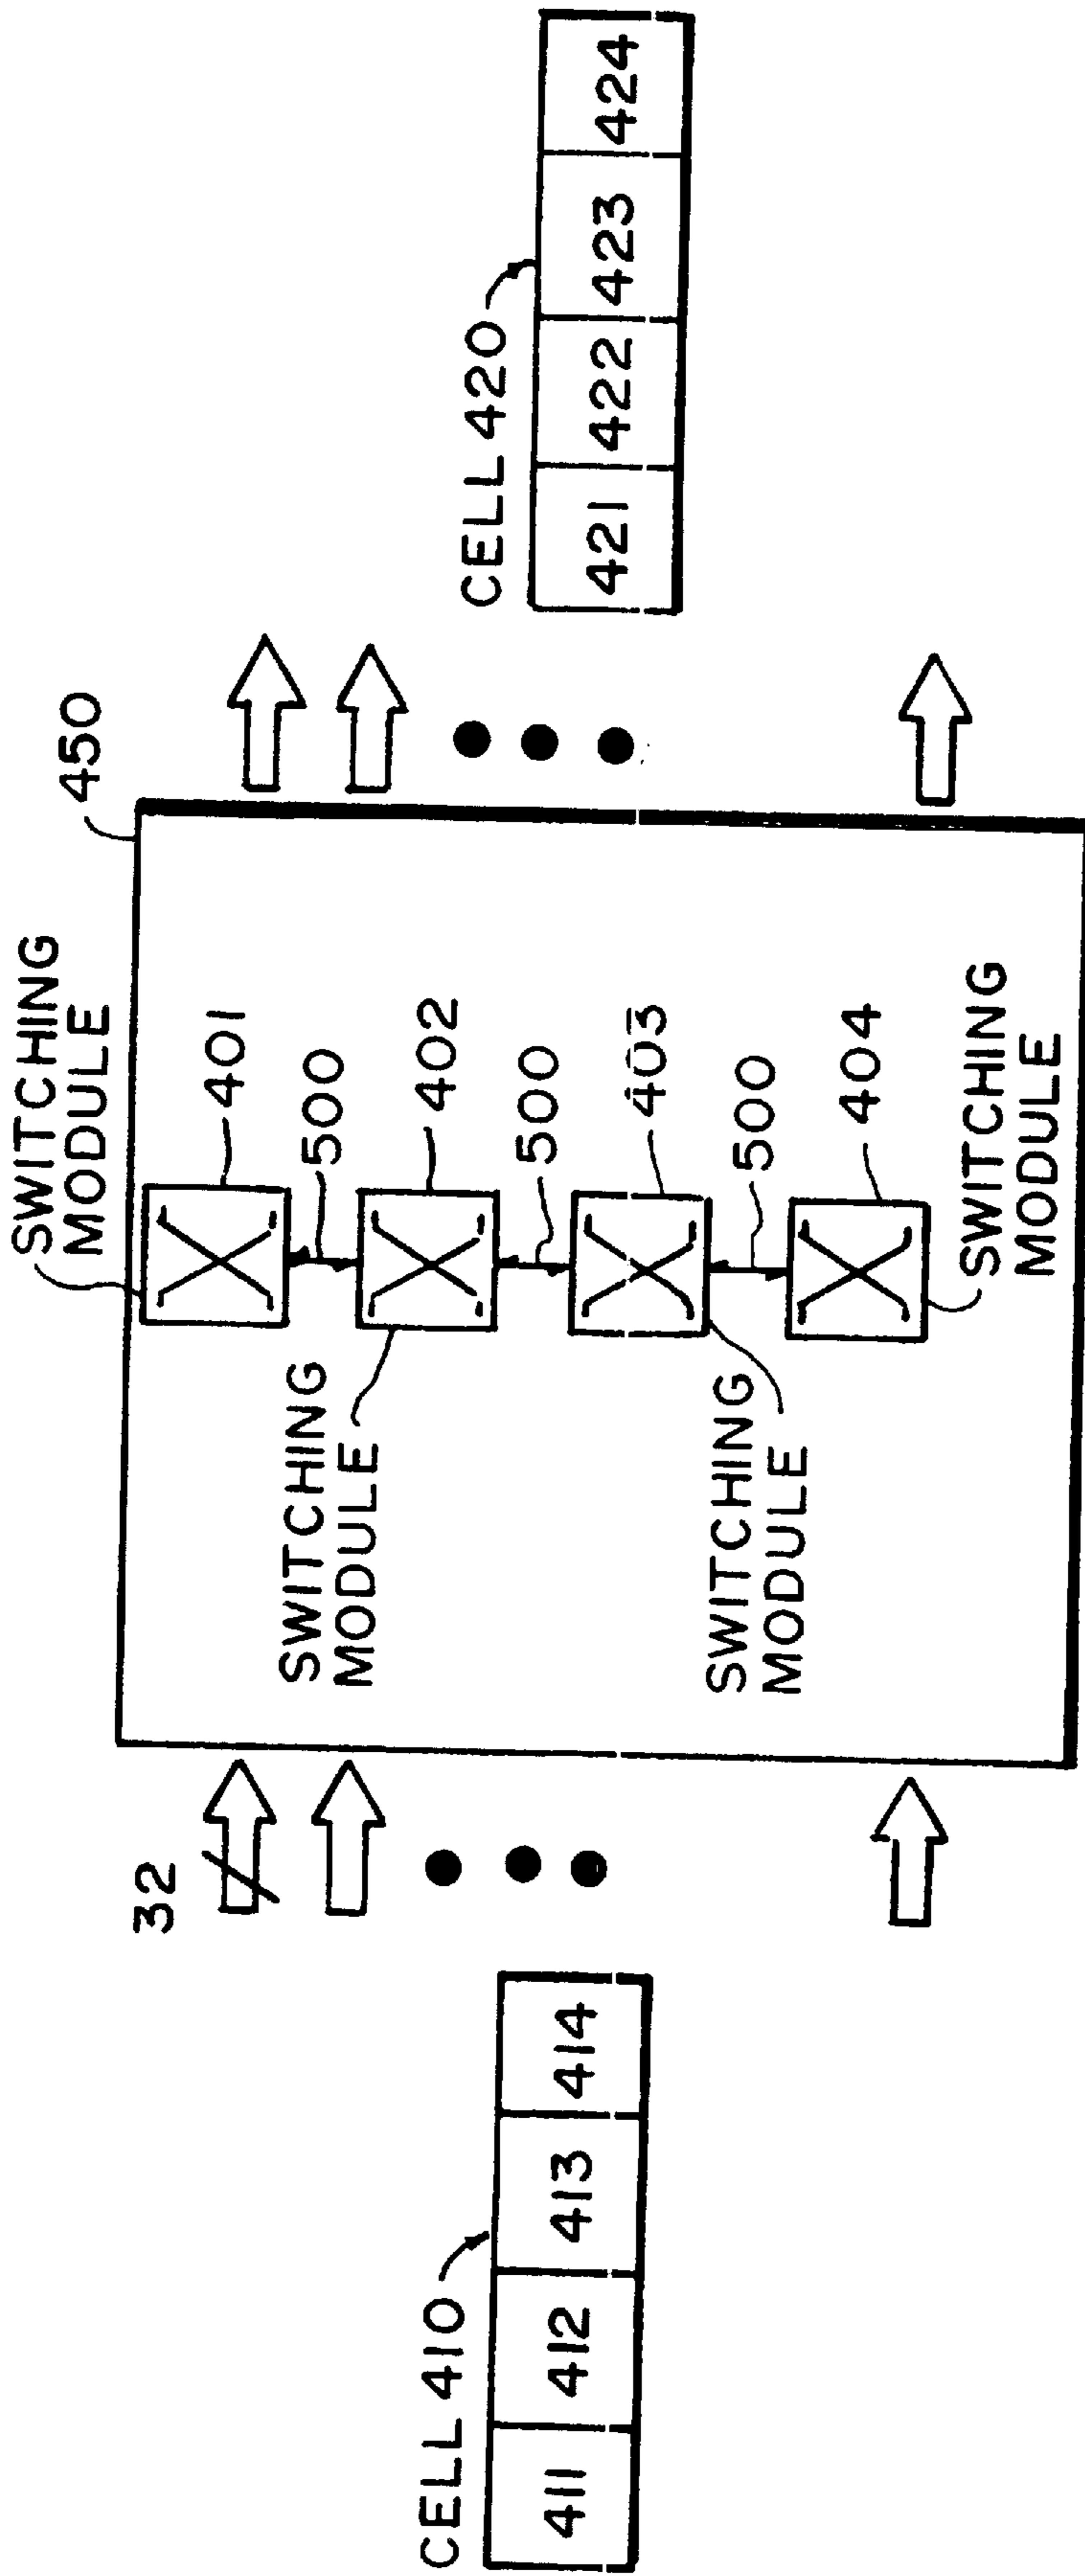 CELL 410
411 412 413 414
32
450
SWITCHING
MODULE
401
500
SWITCHING
MODULE
402
500
403
SWITCHING
MODULE
500
404
SWITCHING
MODULE
CELL 420
421 422 423 424